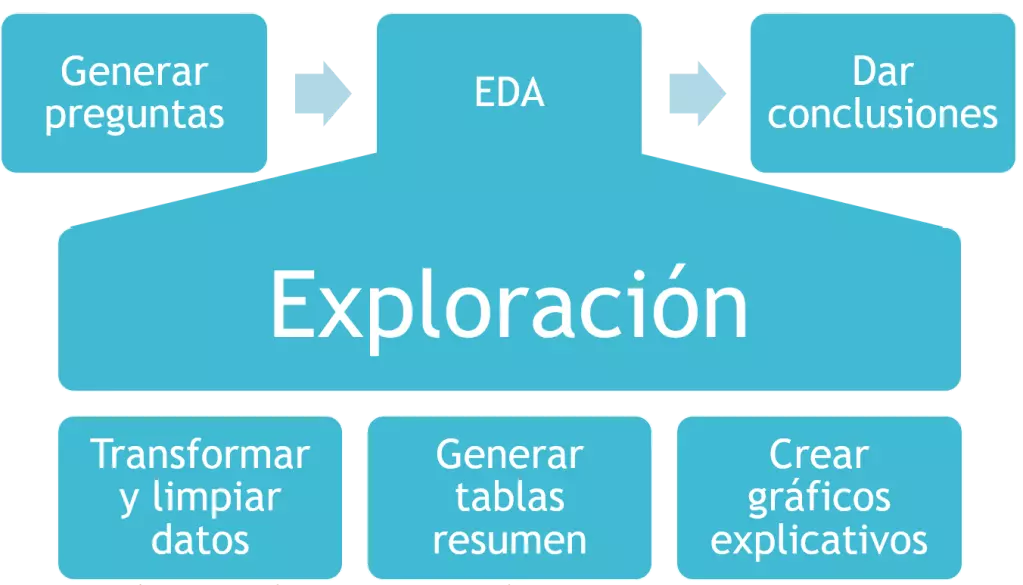 Generar
preguntas
EDA
Dar
conclusiones
Exploración
Transformar
y limpiar
datos
Generar
tablas
resumen
Crear
gráficos
explicativos